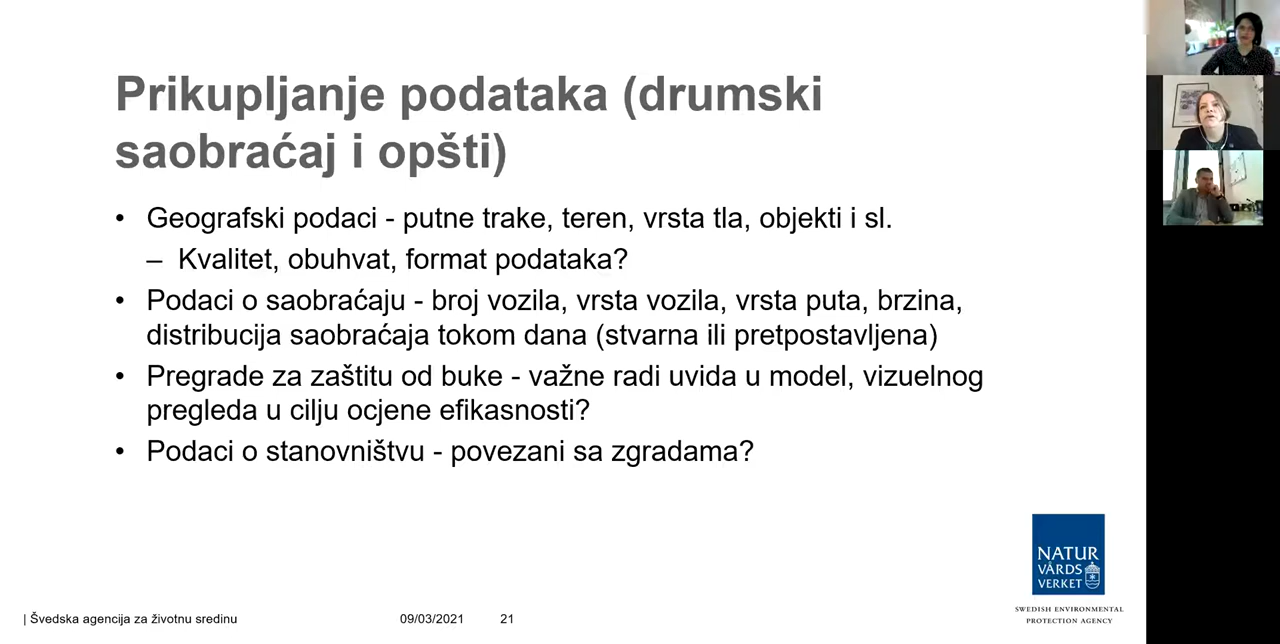 Prikupljanje podataka (drumski
saobraćaj i opšti)
• Geografski podaci - putne trake, teren, vrsta tla, objekti i sl.
– Kvalitet, obuhvat, format podataka?
• Podaci o saobraćaju - broj vozila, vrsta vozila, vrsta puta, brzina,
distribucija saobraćaja tokom dana (stvarna ili pretpostavljena)
• Pregrade za zaštitu od buke - važne radi uvida u model, vizuelnog
pregleda u cilju ocjene efikasnosti?
• Podaci o stanovništvu - povezani sa zgradama?
NATUR
VÅRDS
VERKET
SWEDISH ENVIRONMENTAL
PROTECTION AGENCY
| Švedska agencija za životnu sredinu 09/03/2021 21